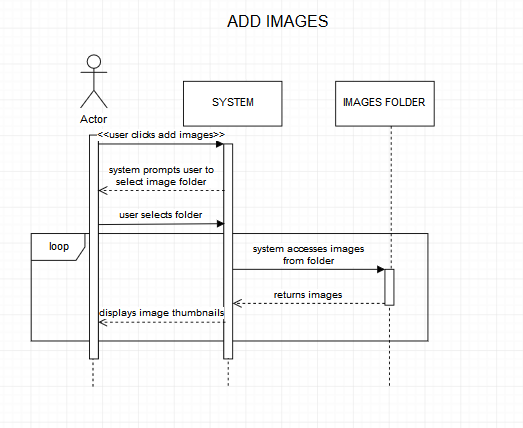 ADD IMAGES
SYSTEM
IMAGES FOLDER
Actor
<<user clicks add images>>
system prompts user to
select image folder
user selects folder
loop
system accesses images
from folder
returns images
displays image thumbnails